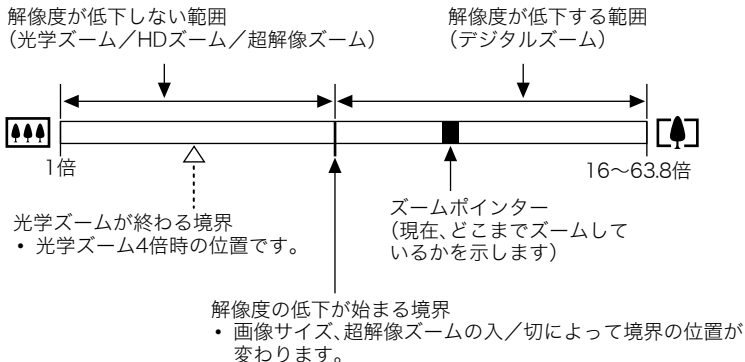 解像度が低下しない範囲
（光学ズーム／HDズーム／超解像ズーム）
解像度が低下する範囲
（デジタルズーム）
1倍
16～63.8倍
光学ズームが終わる境界
• 光学ズーム4倍時の位置です。
ズームポインター
（現在、どこまでズームして
いるかを示します）
解像度の低下が始まる境界
• 画像サイズ、超解像ズームの入／切によって境界の位置が
変わります。